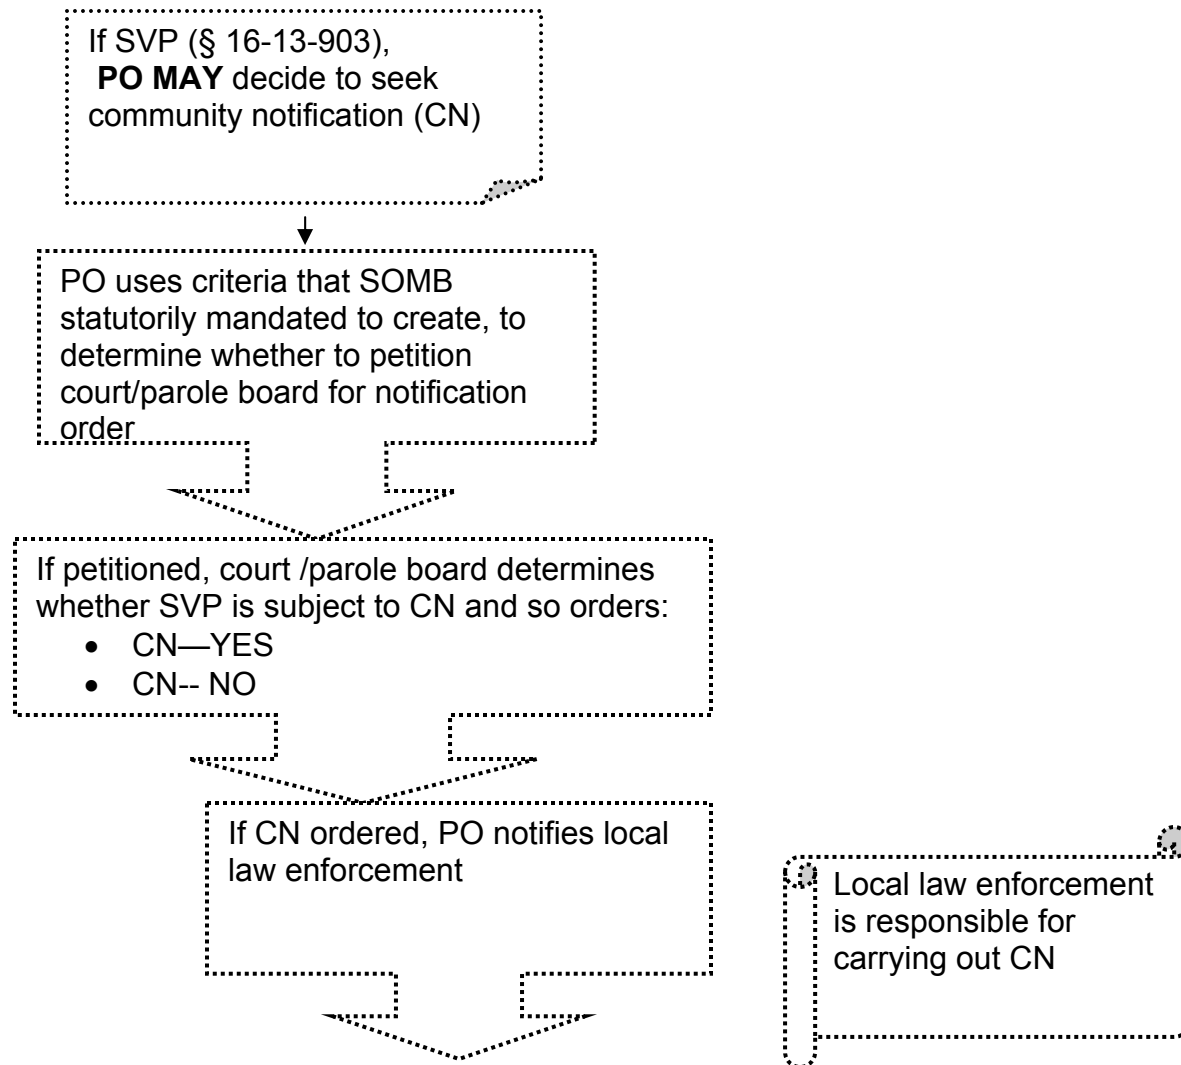 If SVP (§ 16-13-903),
PO MAY decide to seek
community notification (CN)
PO uses criteria that SOMB
statutorily mandated to create, to
determine whether to petition
court/parole board for notification
order
If petitioned, court /parole board determines
whether SVP is subject to CN and so orders:
• CN—YES
• CN-- NO
If CN ordered, PO notifies local
law enforcement
Local law enforcement
is responsible for
carrying out CN